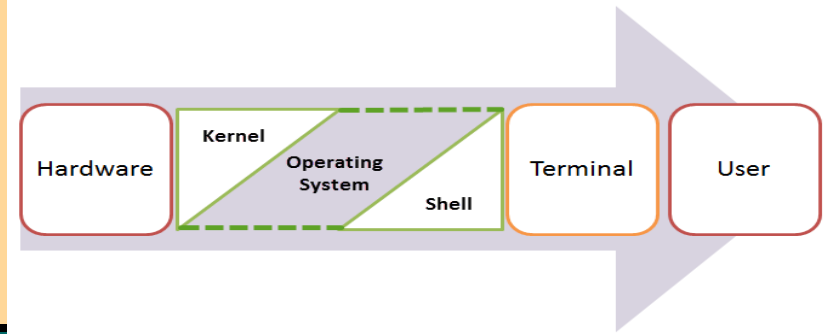 Hardware
Kernel
Operating
System
Shell
Terminal
User